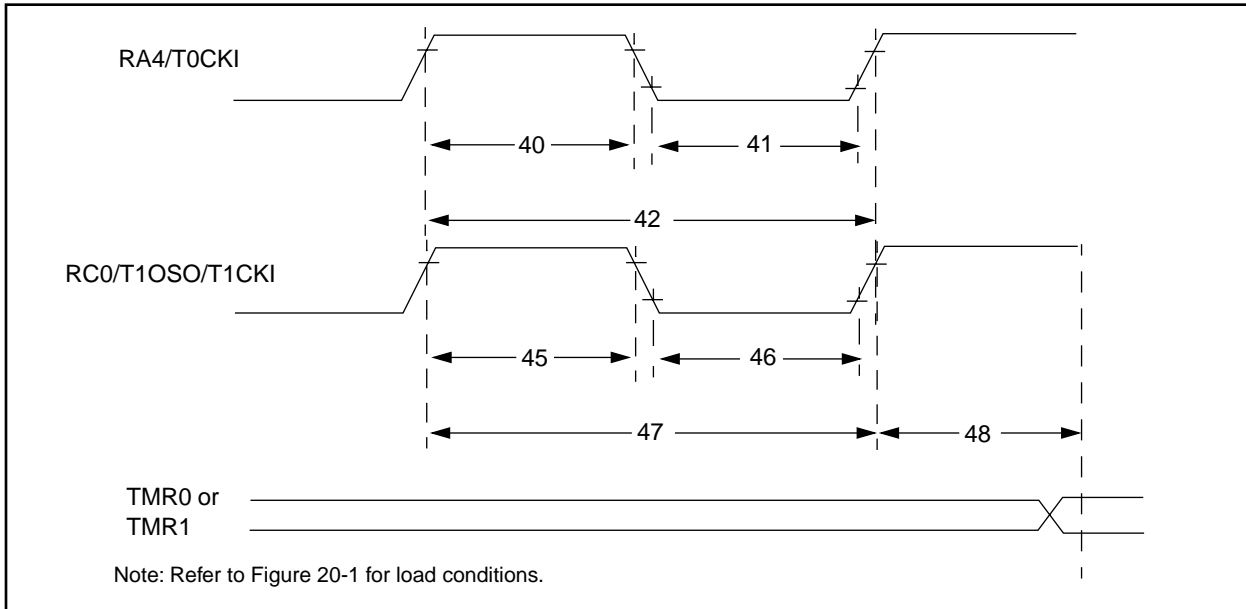 RA4/T0CKI
40
41
42
RC0/T1OSO/T1CKI
45
46
47
48
TMR0 or
TMR1
Note: Refer to Figure 20-1 for load conditions.